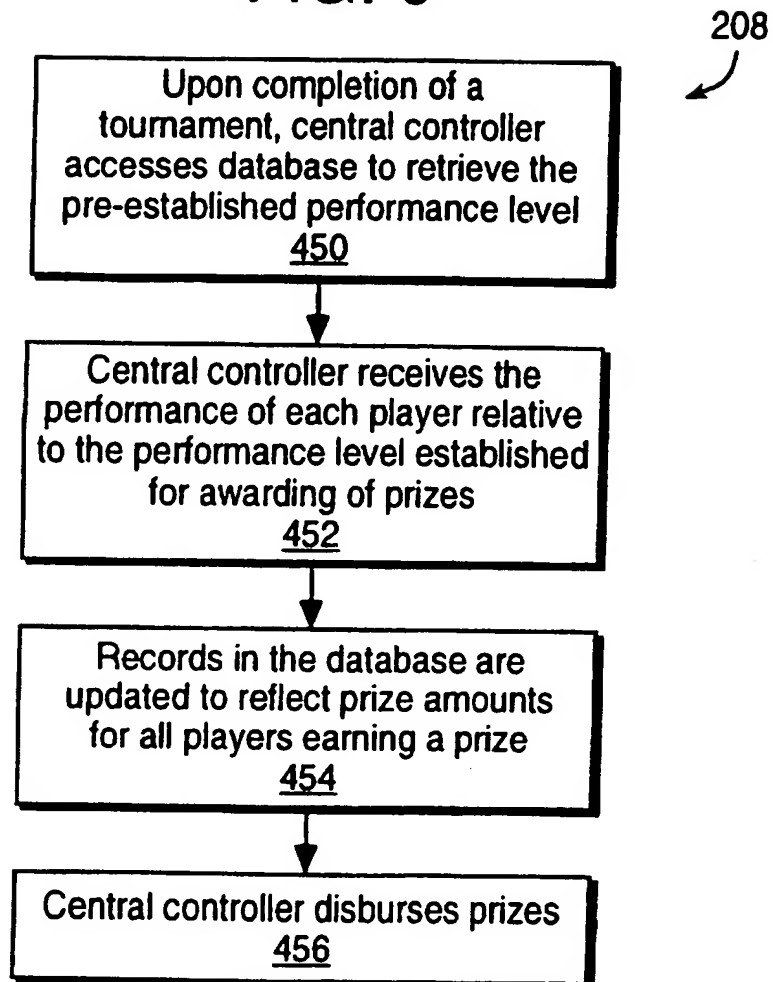 208
Upon completion of a
tournament, central controller
accesses database to retrieve the
pre-established performance level
450
Central controller receives the
performance of each player relative
to the performance level established
for awarding of prizes
452
Records in the database are
updated to reflect prize amounts
for all players earning a prize
454
Central controller disburses prizes
456